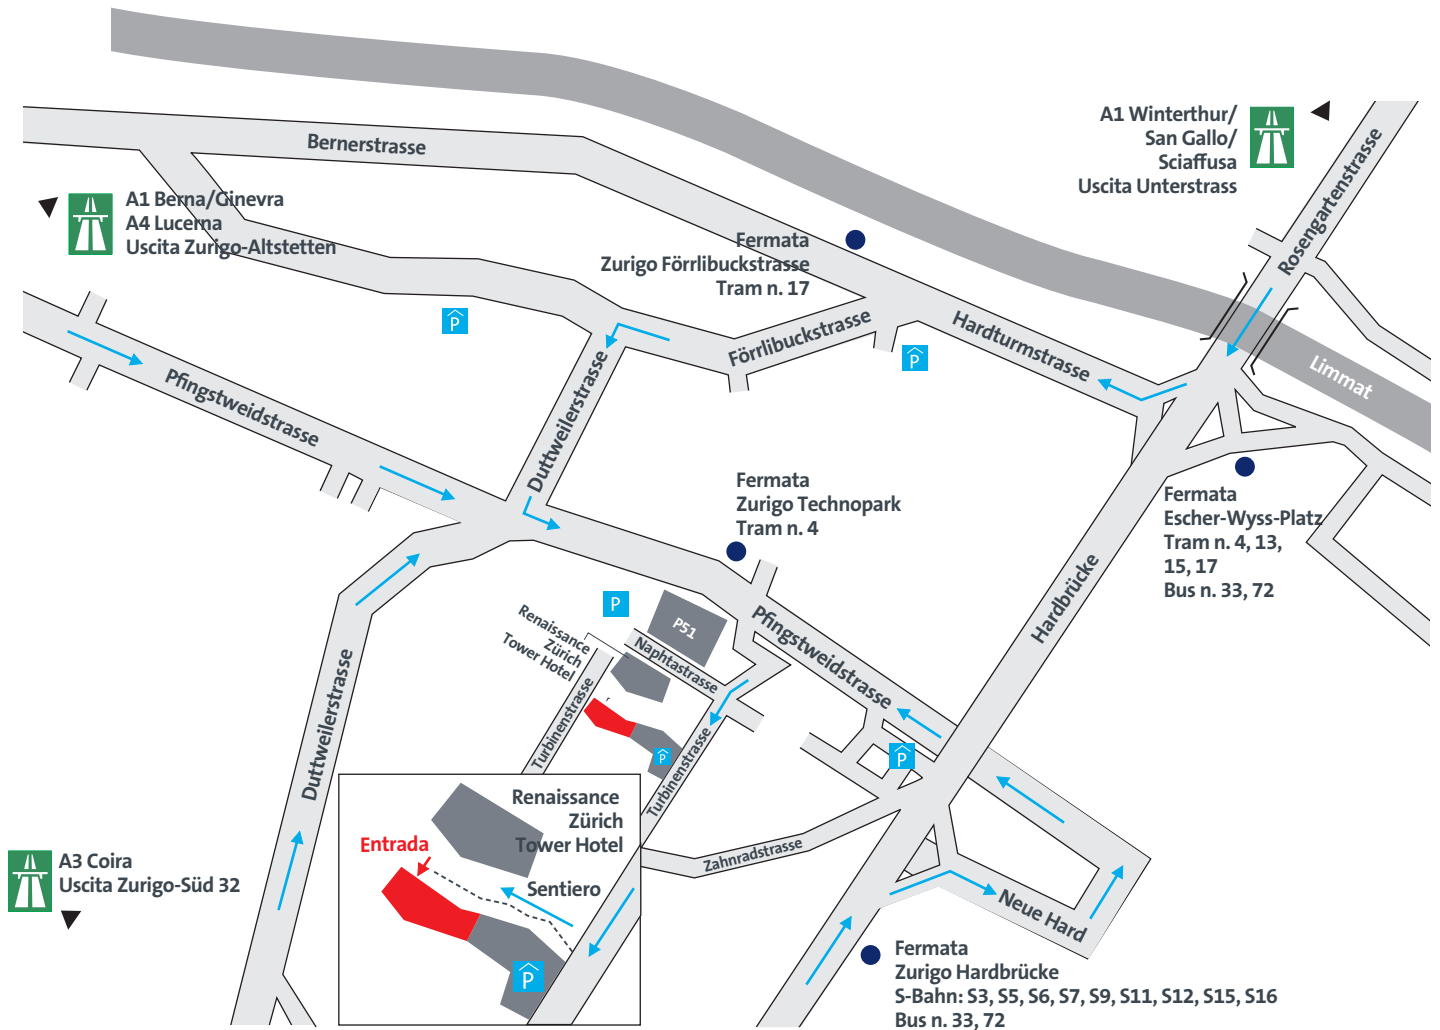 Bernerstrasse
A1 Winterthur/
San Gallo/
Sciaffusa
Uscita Unterstrass
Rosengartenstrasse
A1 Berna/Ginevra
A4 Lucerna
Uscita Zurigo-Altstetten
Fermata
Zurigo Förrlibuckstrasse
Tram n. 17
P
Förrlibuckstrasse
P
Hardturmstrasse
Limmat
Pfingstweidstrasse
Duttweilerstrasse
Fermata
Zurigo Technopark
Tram n. 4
Fermata
Escher-Wyss-Platz
Tram n. 4, 13,
15, 17
Bus n. 33, 72
Hardbrücke
P
P51
Renaissance
Zürich
Tower Hotel
Naphtastrasse
Pfingstweidstrasse
Turbinenstrasse
P
Turbinenstrasse
P
Duttweilerstrasse
Zahnradstrasse
Renaissance
Zürich
Tower Hotel
Entrada
Sentiero
P
A3 Coira
Uscita Zurigo-Süd 32
Neue Hard
Fermata
Zurigo Hardbrücke
S-Bahn: S3, S5, S6, S7, S9, S11, S12, S15, S16
Bus n. 33, 72